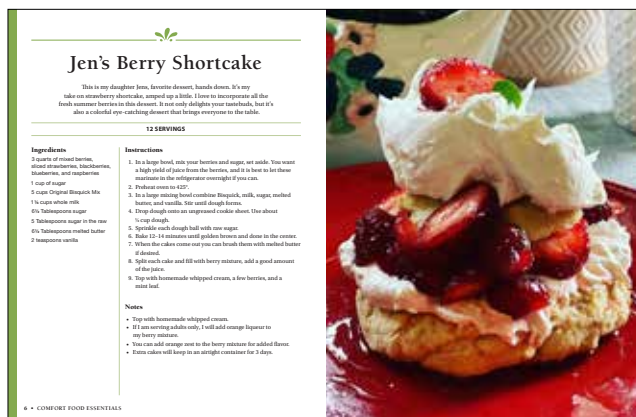 Jen's Berry Shortcake
This is my daughter Jens, favorite dessert, hands down. It's my
take on strawberry shortcake, amped up a little. I love to incorporate all the
fresh summer berries in this dessert. It not only delights your tastebuds, but it's
also a colorful eye-catching dessert that brings everyone to the table.
12 SERVINGS
Ingredients
3 quarts of mixed berries,
sliced strawberries, blackberries,
blueberries, and raspberries
1 cup of sugar
5 cups Original Bisquick Mix
1 ¼ cups whole milk
6⅔ Tablespoons sugar
5 Tablespoons sugar in the raw
6⅔ Tablespoons melted butter
2 teaspoons vanilla
Instructions
1. In a large bowl, mix your berries and sugar, set aside. You want
a high yield of juice from the berries, and it is best to let these
marinate in the refrigerator overnight if you can.
2. Preheat oven to 425°.
3. In a large mixing bowl combine Bisquick, milk, sugar, melted
butter, and vanilla. Stir until dough forms.
4. Drop dough onto an ungreased cookie sheet. Use about
cup dough.
5. Sprinkle each dough ball with raw sugar.
6. Bake 12–14 minutes until golden brown and done in the center.
7. When the cakes come out you can brush them with melted butter
if desired.
8. Split each cake and fill with berry mixture, add a good amount
of the juice.
9. Top with homemade whipped cream, a few berries, and a
mint leaf.
Notes
• Top with homemade whipped cream.
• If I am serving adults only, I will add orange liqueur to
my berry mixture.
• You can add orange zest to the berry mixture for added flavor.
• Extra cakes will keep in an airtight container for 3 days.
6 • COMFORT FOOD ESSENTIALS